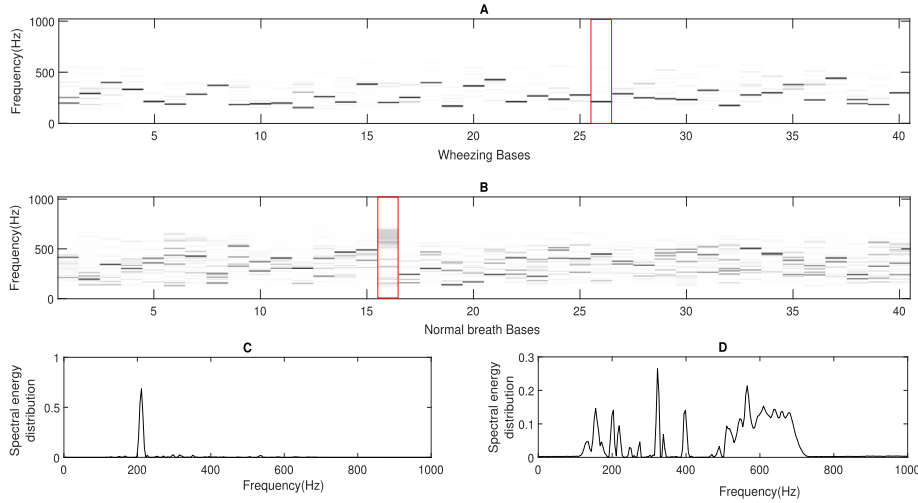 A
Frequency(Hz)
1000
500
0
5 10 15 20 25 30 35 40
Wheezing Bases
B
Frequency(Hz)
1000
500
0
5 10 15 20 25 30 35 40
Normal breath Bases
C
Spectral energy
distribution
1
0.5
0
0 200 400 600 800 1000
Frequency(Hz)
D
Spectral energy
distribution
0.3
0.2
0.1
0
0 200 400 600 800 1000
Frequency(Hz)